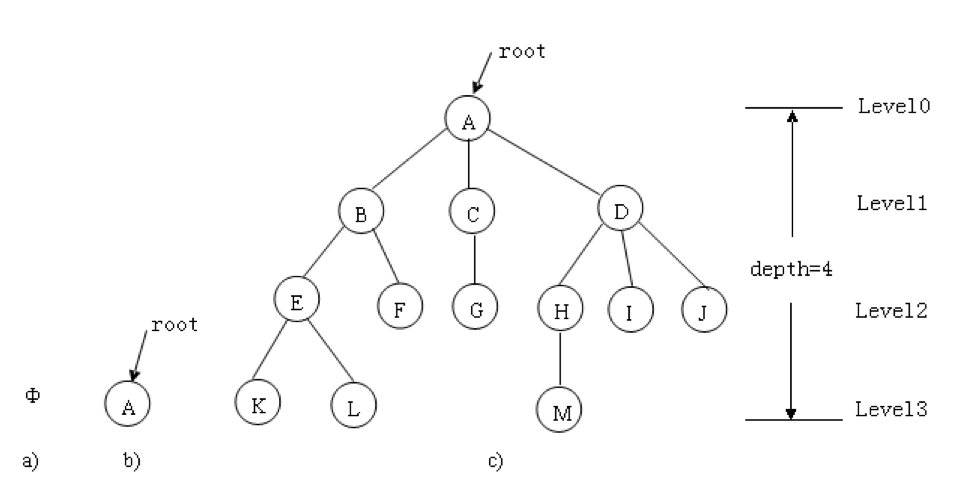 root
A
Level0
B
C
D
Level1
depth=4
E
F
G
H
I
J
Level2
root
Φ
A
K
L
M
Level3
a)
b)
c)